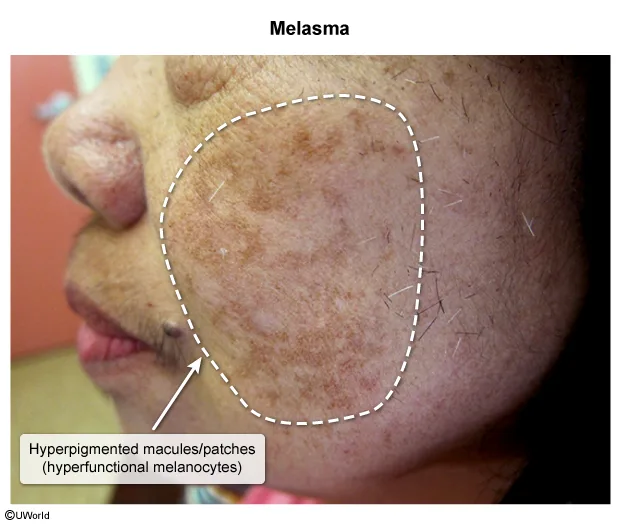 Melasma
Hyperpigmented macules/patches
(hyperfunctional melanocytes)
©UWorld